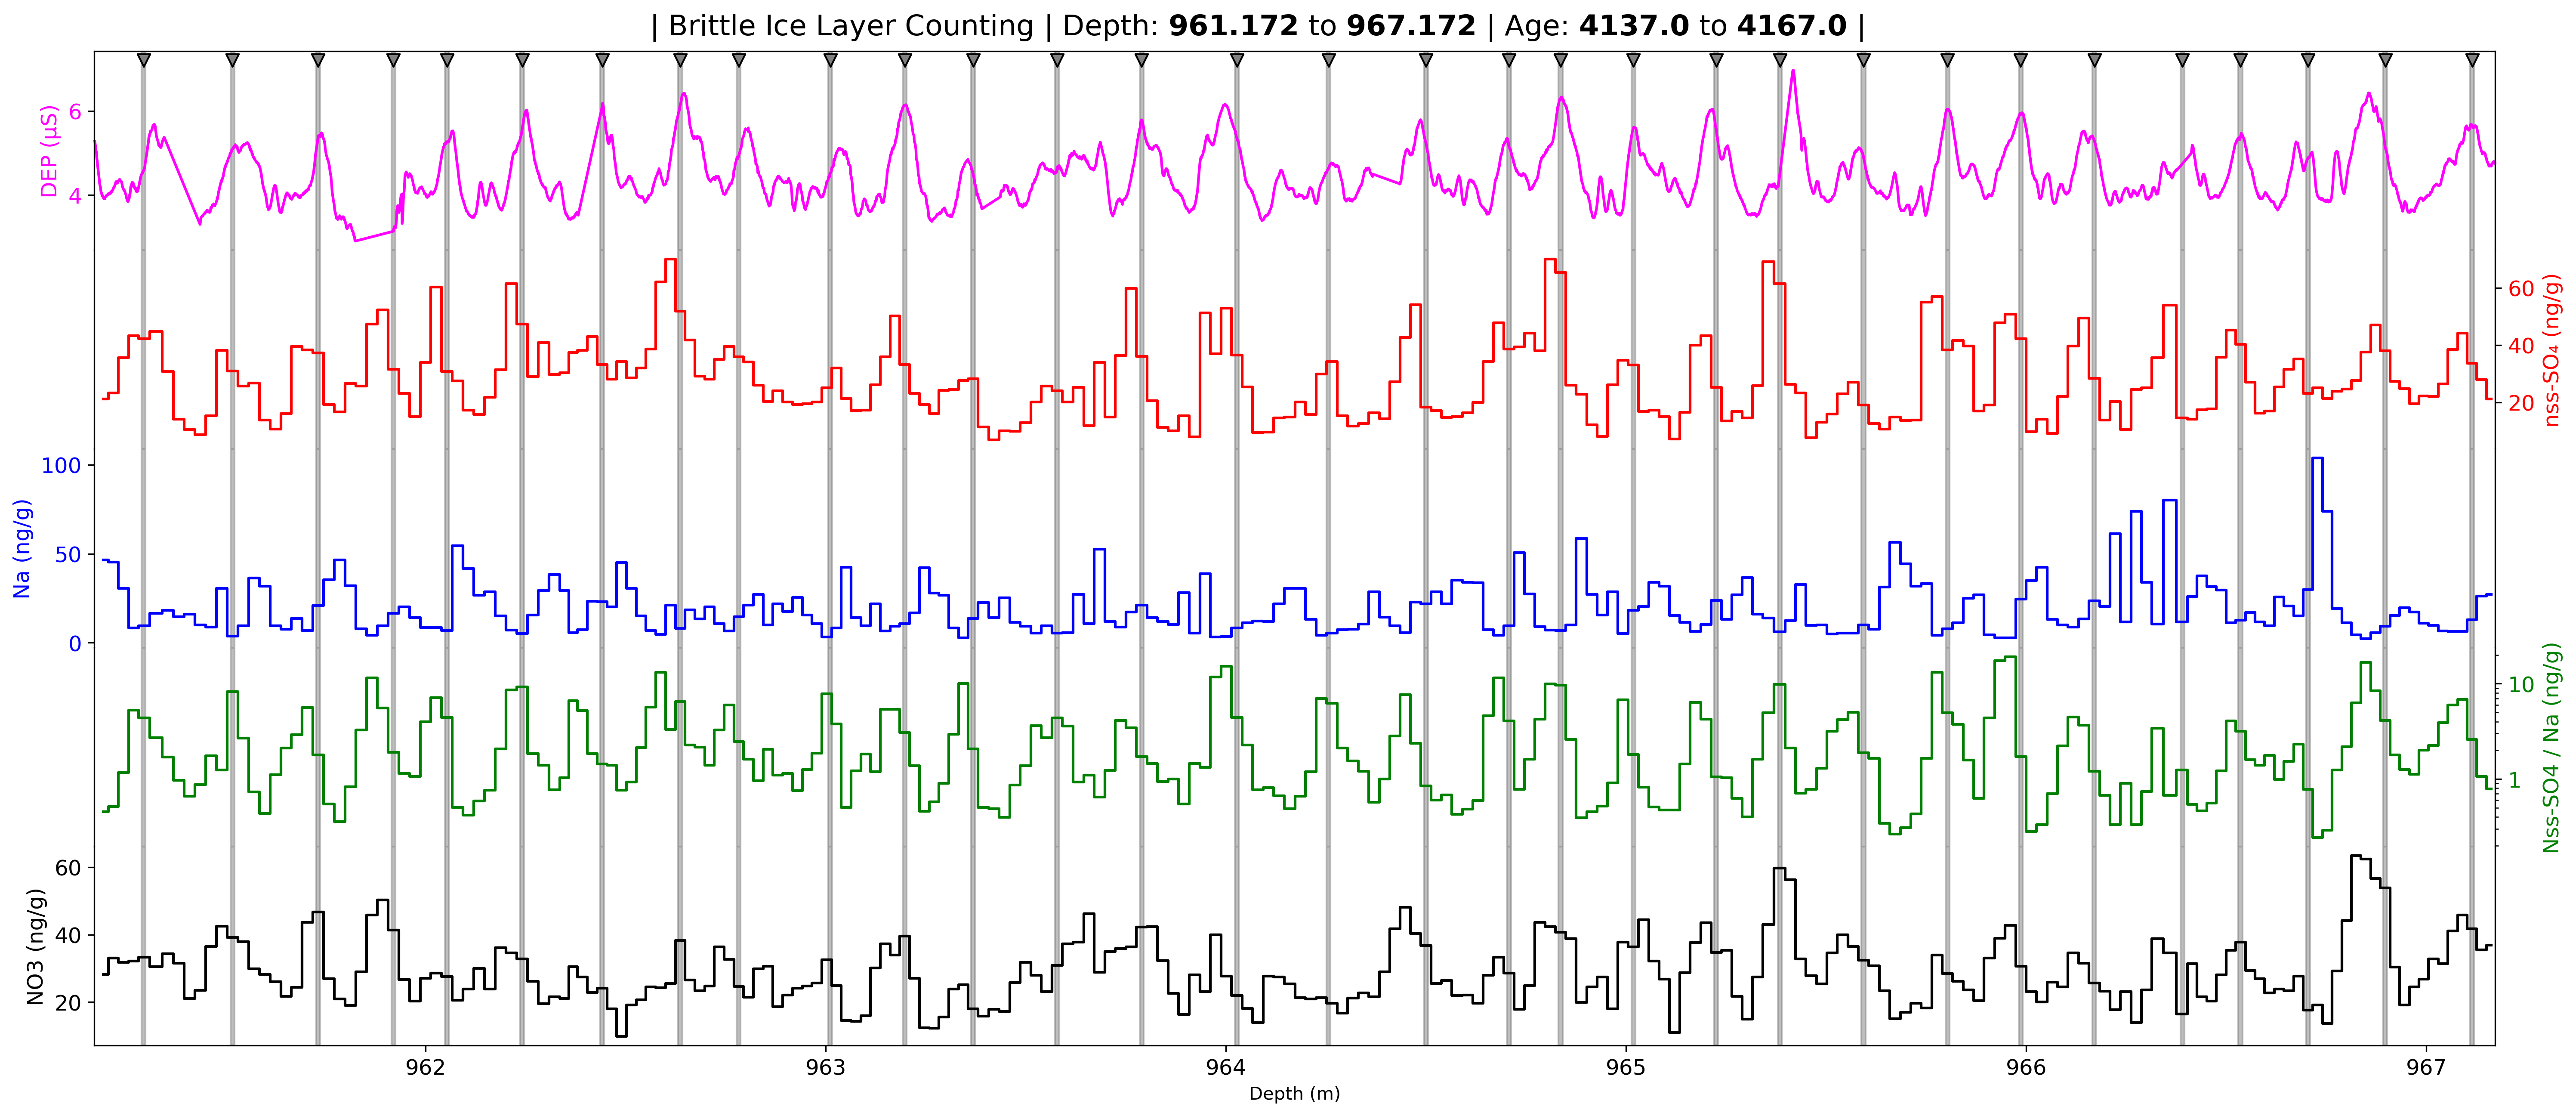 | Brittle Ice Layer Counting | Depth: 961.172 to 967.172 | Age: 4137.0 to 4167.0 |
DEP (µS)
6
4
nss-SO₄ (ng/g)
60
40
20
Na (ng/g)
100
50
0
Nss-SO4 / Na (ng/g)
10
1
NO3 (ng/g)
60
40
20
962
963
964
965
966
967
Depth (m)